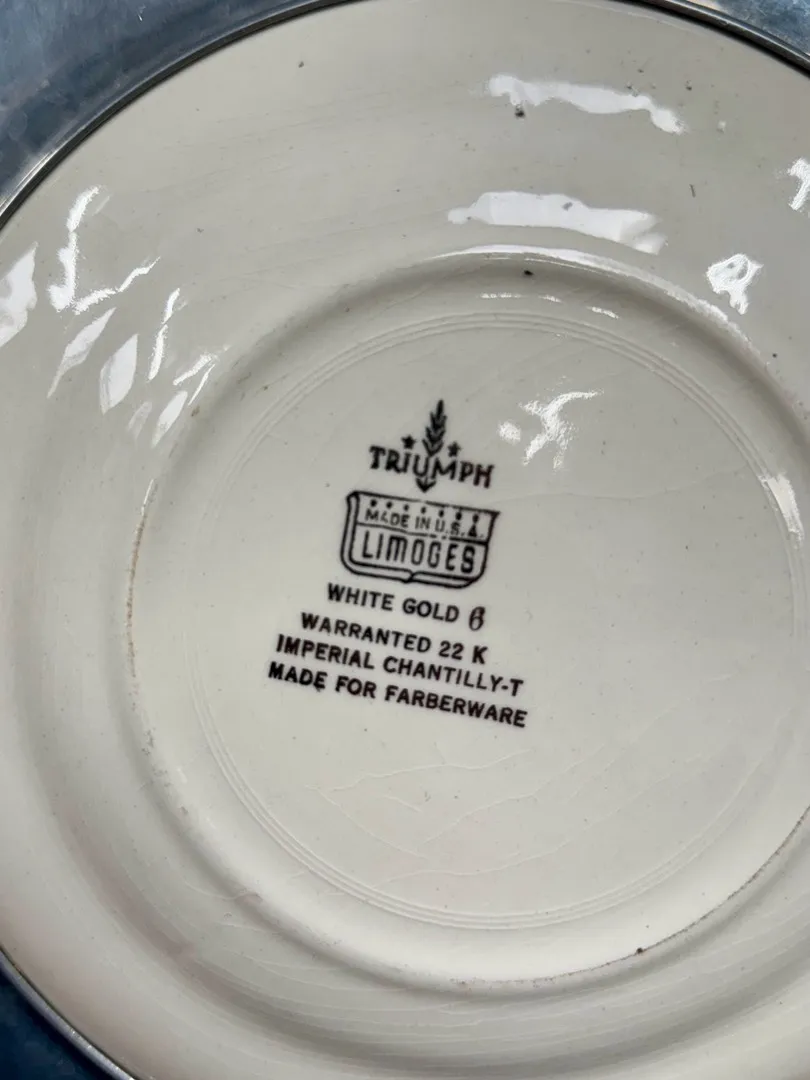 TRIUMPH
MADE IN U.S.A.
LIMOGES
WHITE GOLD 6
WARRANTED 22 K
IMPERIAL CHANTILLY-T
MADE FOR FARBERWARE